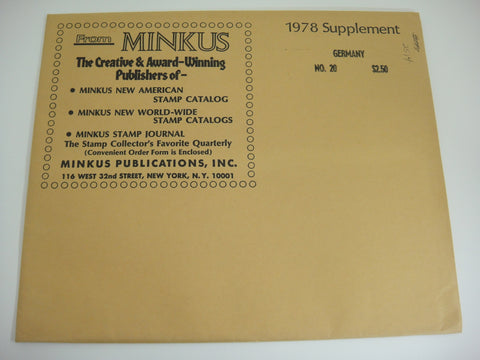 From MINKUS
The Creative & Award-Winning
Publishers of-
• MINKUS NEW AMERICAN
STAMP CATALOG
• MINKUS NEW WORLD-WIDE
STAMP CATALOGS
• MINKUS STAMP JOURNAL
The Stamp Collector's Favorite Quarterly
(Convenient Order Form is Enclosed)
MINKUS PUBLICATIONS, INC.
116 WEST 32nd STREET, NEW YORK, N.Y. 10001
1978 Supplement
GERMANY
NO. 20 $2.50